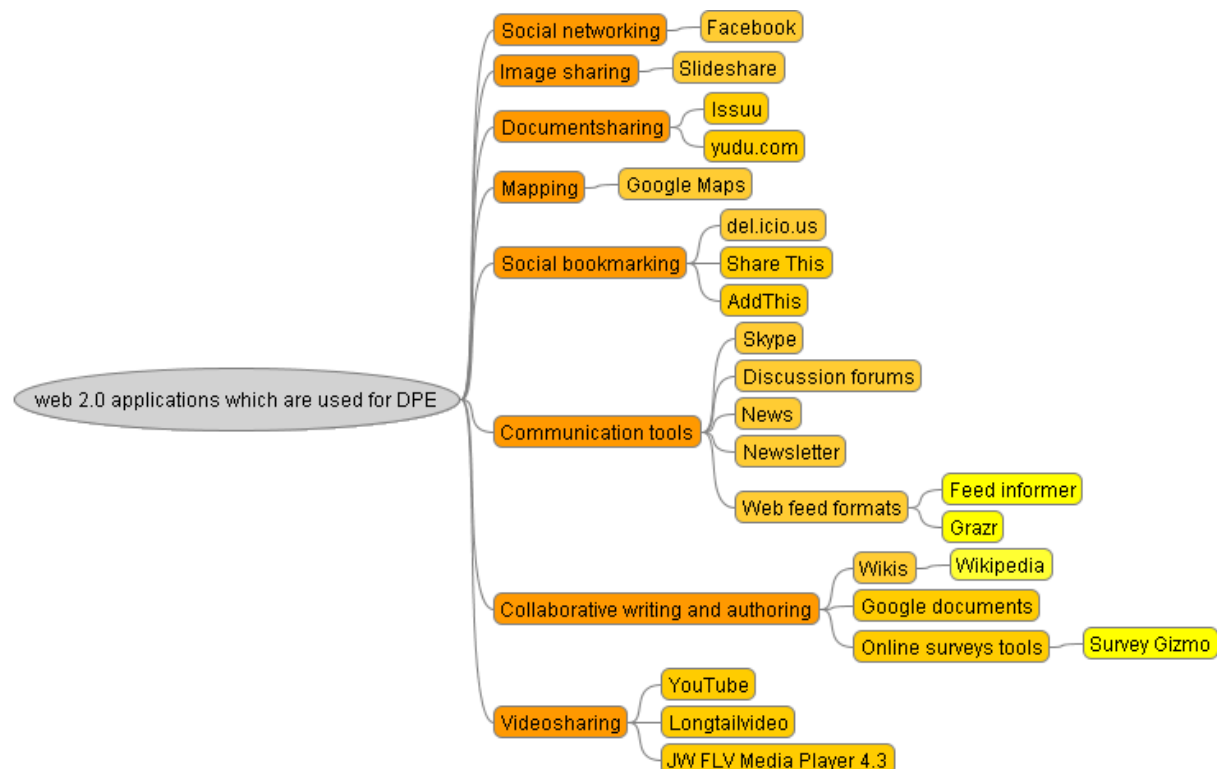 Social networking
Facebook
Image sharing
Slideshare
Documentsharing
Issuu
yudu.com
Mapping
Google Maps
Social bookmarking
del.icio.us
Share This
AddThis
web 2.0 applications which are used for DPE
Communication tools
Skype
Discussion forums
News
Newsletter
Web feed formats
Feed informer
Grazr
Collaborative writing and authoring
Wikis
Wikipedia
Google documents
Online surveys tools
Survey Gizmo
Videosharing
YouTube
Longtailvideo
JW FLV Media Player 4.3